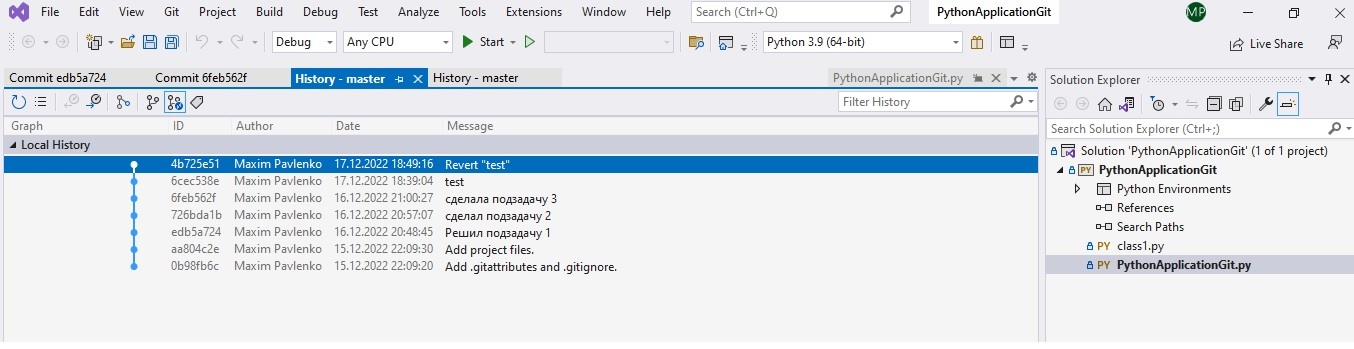 File Edit View Git Project Debug Test Analyze Tools Extensions Window Help Search (Ctrl+Q) PythonApplicationGit MP
Debug Any CPU Start Python 3.9 (64-bit) Live Share
Commit edb5a724 Commit 6feb562f History - master History - master PythonApplicationGit.py Solution Explorer
Filter History
Graph ID Author Date Message Search Solution Explorer (Ctrl+;)
Local History Solution 'PythonApplicationGit' (1 of 1 project)
4b725e51 Maxim Pavlenko 17.12.2022 18:49:16 Revert "test" PY PythonApplicationGit
6cec538e Maxim Pavlenko 17.12.2022 18:39:04 test Python Environments
6feb562f Maxim Pavlenko 16.12.2022 21:00:27 сделала подзадачу 3 References
726bda1b Maxim Pavlenko 16.12.2022 20:57:07 сделал подзадачу 2 Search Paths
edb5a724 Maxim Pavlenko 16.12.2022 20:48:45 Решил подзадачу 1
aa804c2e Maxim Pavlenko 15.12.2022 22:09:30 Add project files. PY class1.py
0b98fb6c Maxim Pavlenko 15.12.2022 22:09:20 Add .gitattributes and .gitignore. PY PythonApplicationGit.py